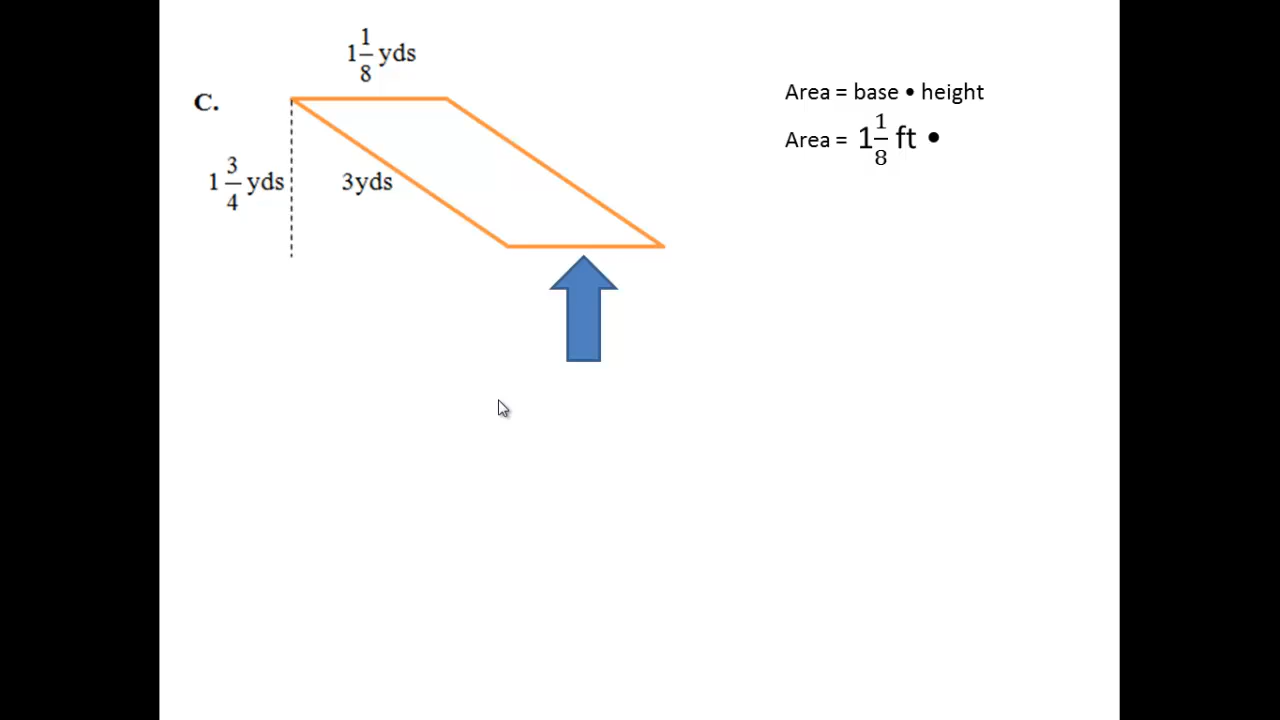 1 1/8 yds
C.
1 3/4 yds
3yds
Area = base • height
Area = 1 1/8 ft •